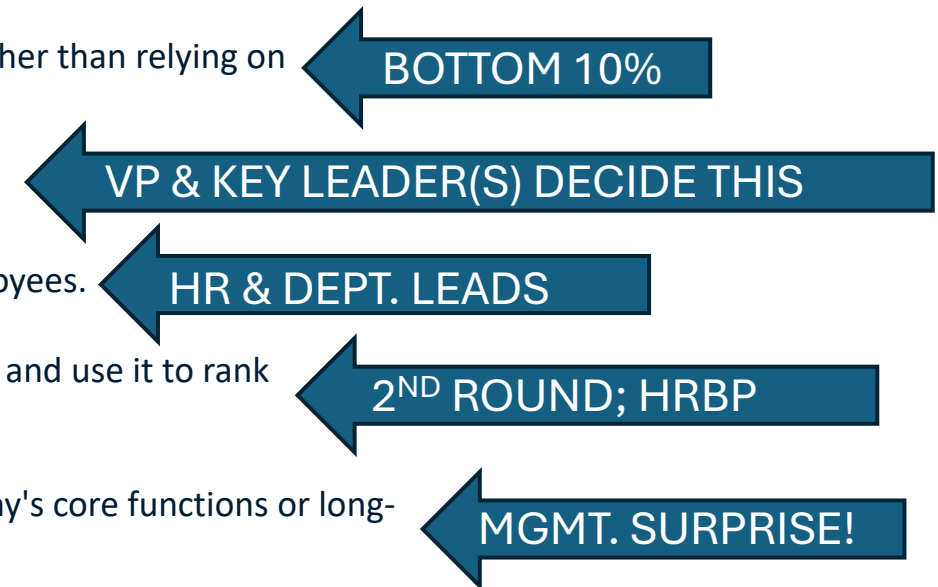 her than relying on
BOTTOM 10%
VP & KEY LEADER(S) DECIDE THIS
oyees.
HR & DEPT. LEADS
and use it to rank
2ND ROUND; HRBP
ny's core functions or long-
MGMT. SURPRISE!